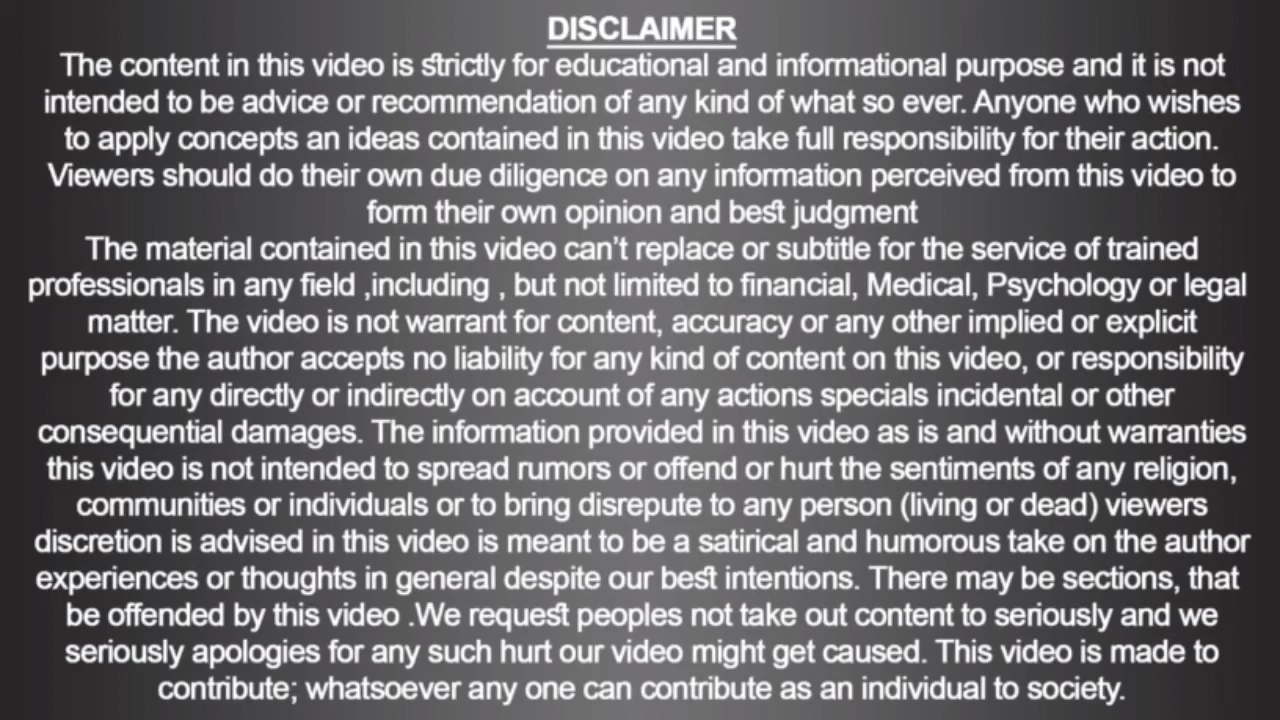 DISCLAIMER
The content in this video is strictly for educational and informational purpose and it is not
intended to be advice or recommendation of any kind of what so ever. Anyone who wishes
to apply concepts an ideas contained in this video take full responsibility for their action.
Viewers should do their own due diligence on any information perceived from this video to
form their own opinion and best judgment
The material contained in this video can't replace or subtitle for the service of trained
professionals in any field ,including , but not limited to financial, Medical, Psychology or legal
matter. The video is not warrant for content, accuracy or any other implied or explicit
purpose the author accepts no liability for any kind of content on this video, or responsibility
for any directly or indirectly on account of any actions specials incidental or other
consequential damages. The information provided in this video as is and without warranties
this video is not intended to spread rumors or offend or hurt the sentiments of any religion,
communities or individuals or to bring disrepute to any person (living or dead) viewers
discretion is advised in this video is meant to be a satirical and humorous take on the author
experiences or thoughts in general despite our best intentions. There may be sections, that
be offended by this video .We request peoples not take out content to seriously and we
seriously apologies for any such hurt our video might get caused. This video is made to
contribute; whatsoever any one can contribute as an individual to society.